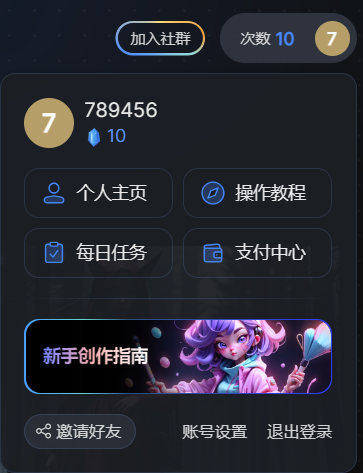 加入社群
次数 10
7
7
789456
10
个人主页
操作教程
每日任务
支付中心
新手创作指南
邀请好友
账号设置
退出登录